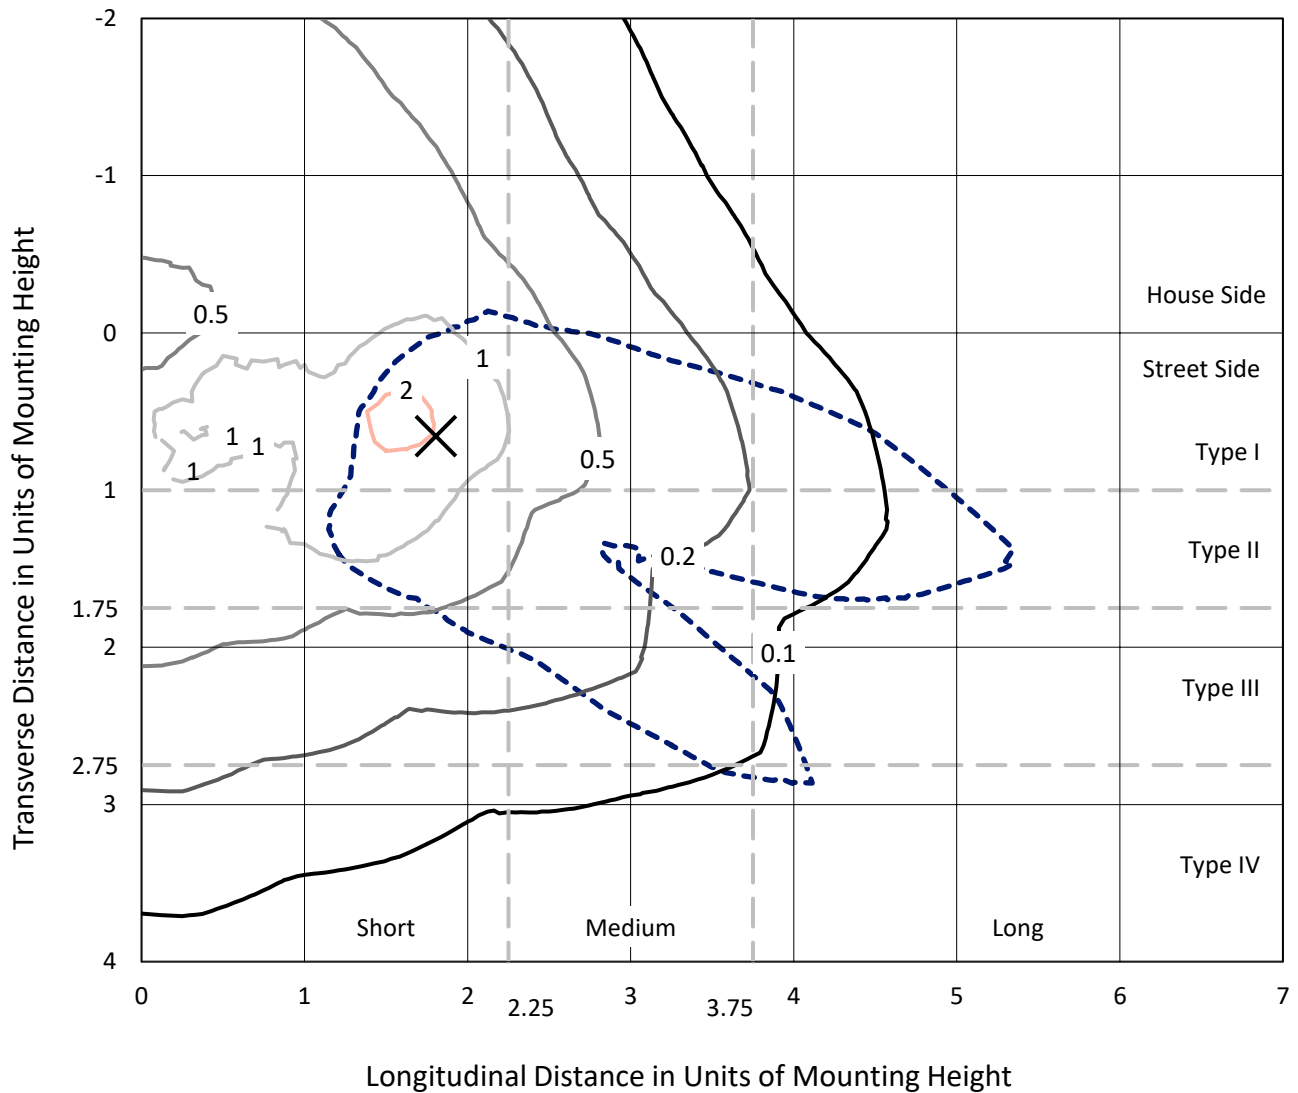 -2
-1
House Side
0.5
0
1
Street Side
2
Type I
1
1
0.5
1
1
Type II
0.2
1.75
2
0.1
Type III
2.75
3
Type IV
Short
Medium
Long
4
0
1
2
2.25
3
3.75
4
5
6
7
Transverse Distance in Units of Mounting Height
Longitudinal Distance in Units of Mounting Height